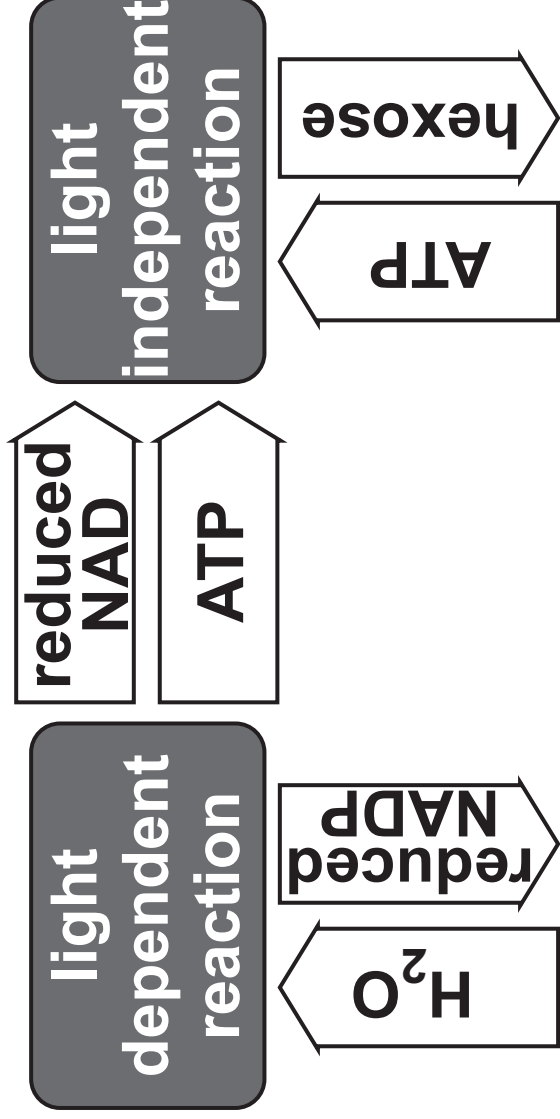 light
dependent
reaction
reduced
NAD
ATP
light
independent
reaction
H₂O
reduced
NADP
ATP
hexose